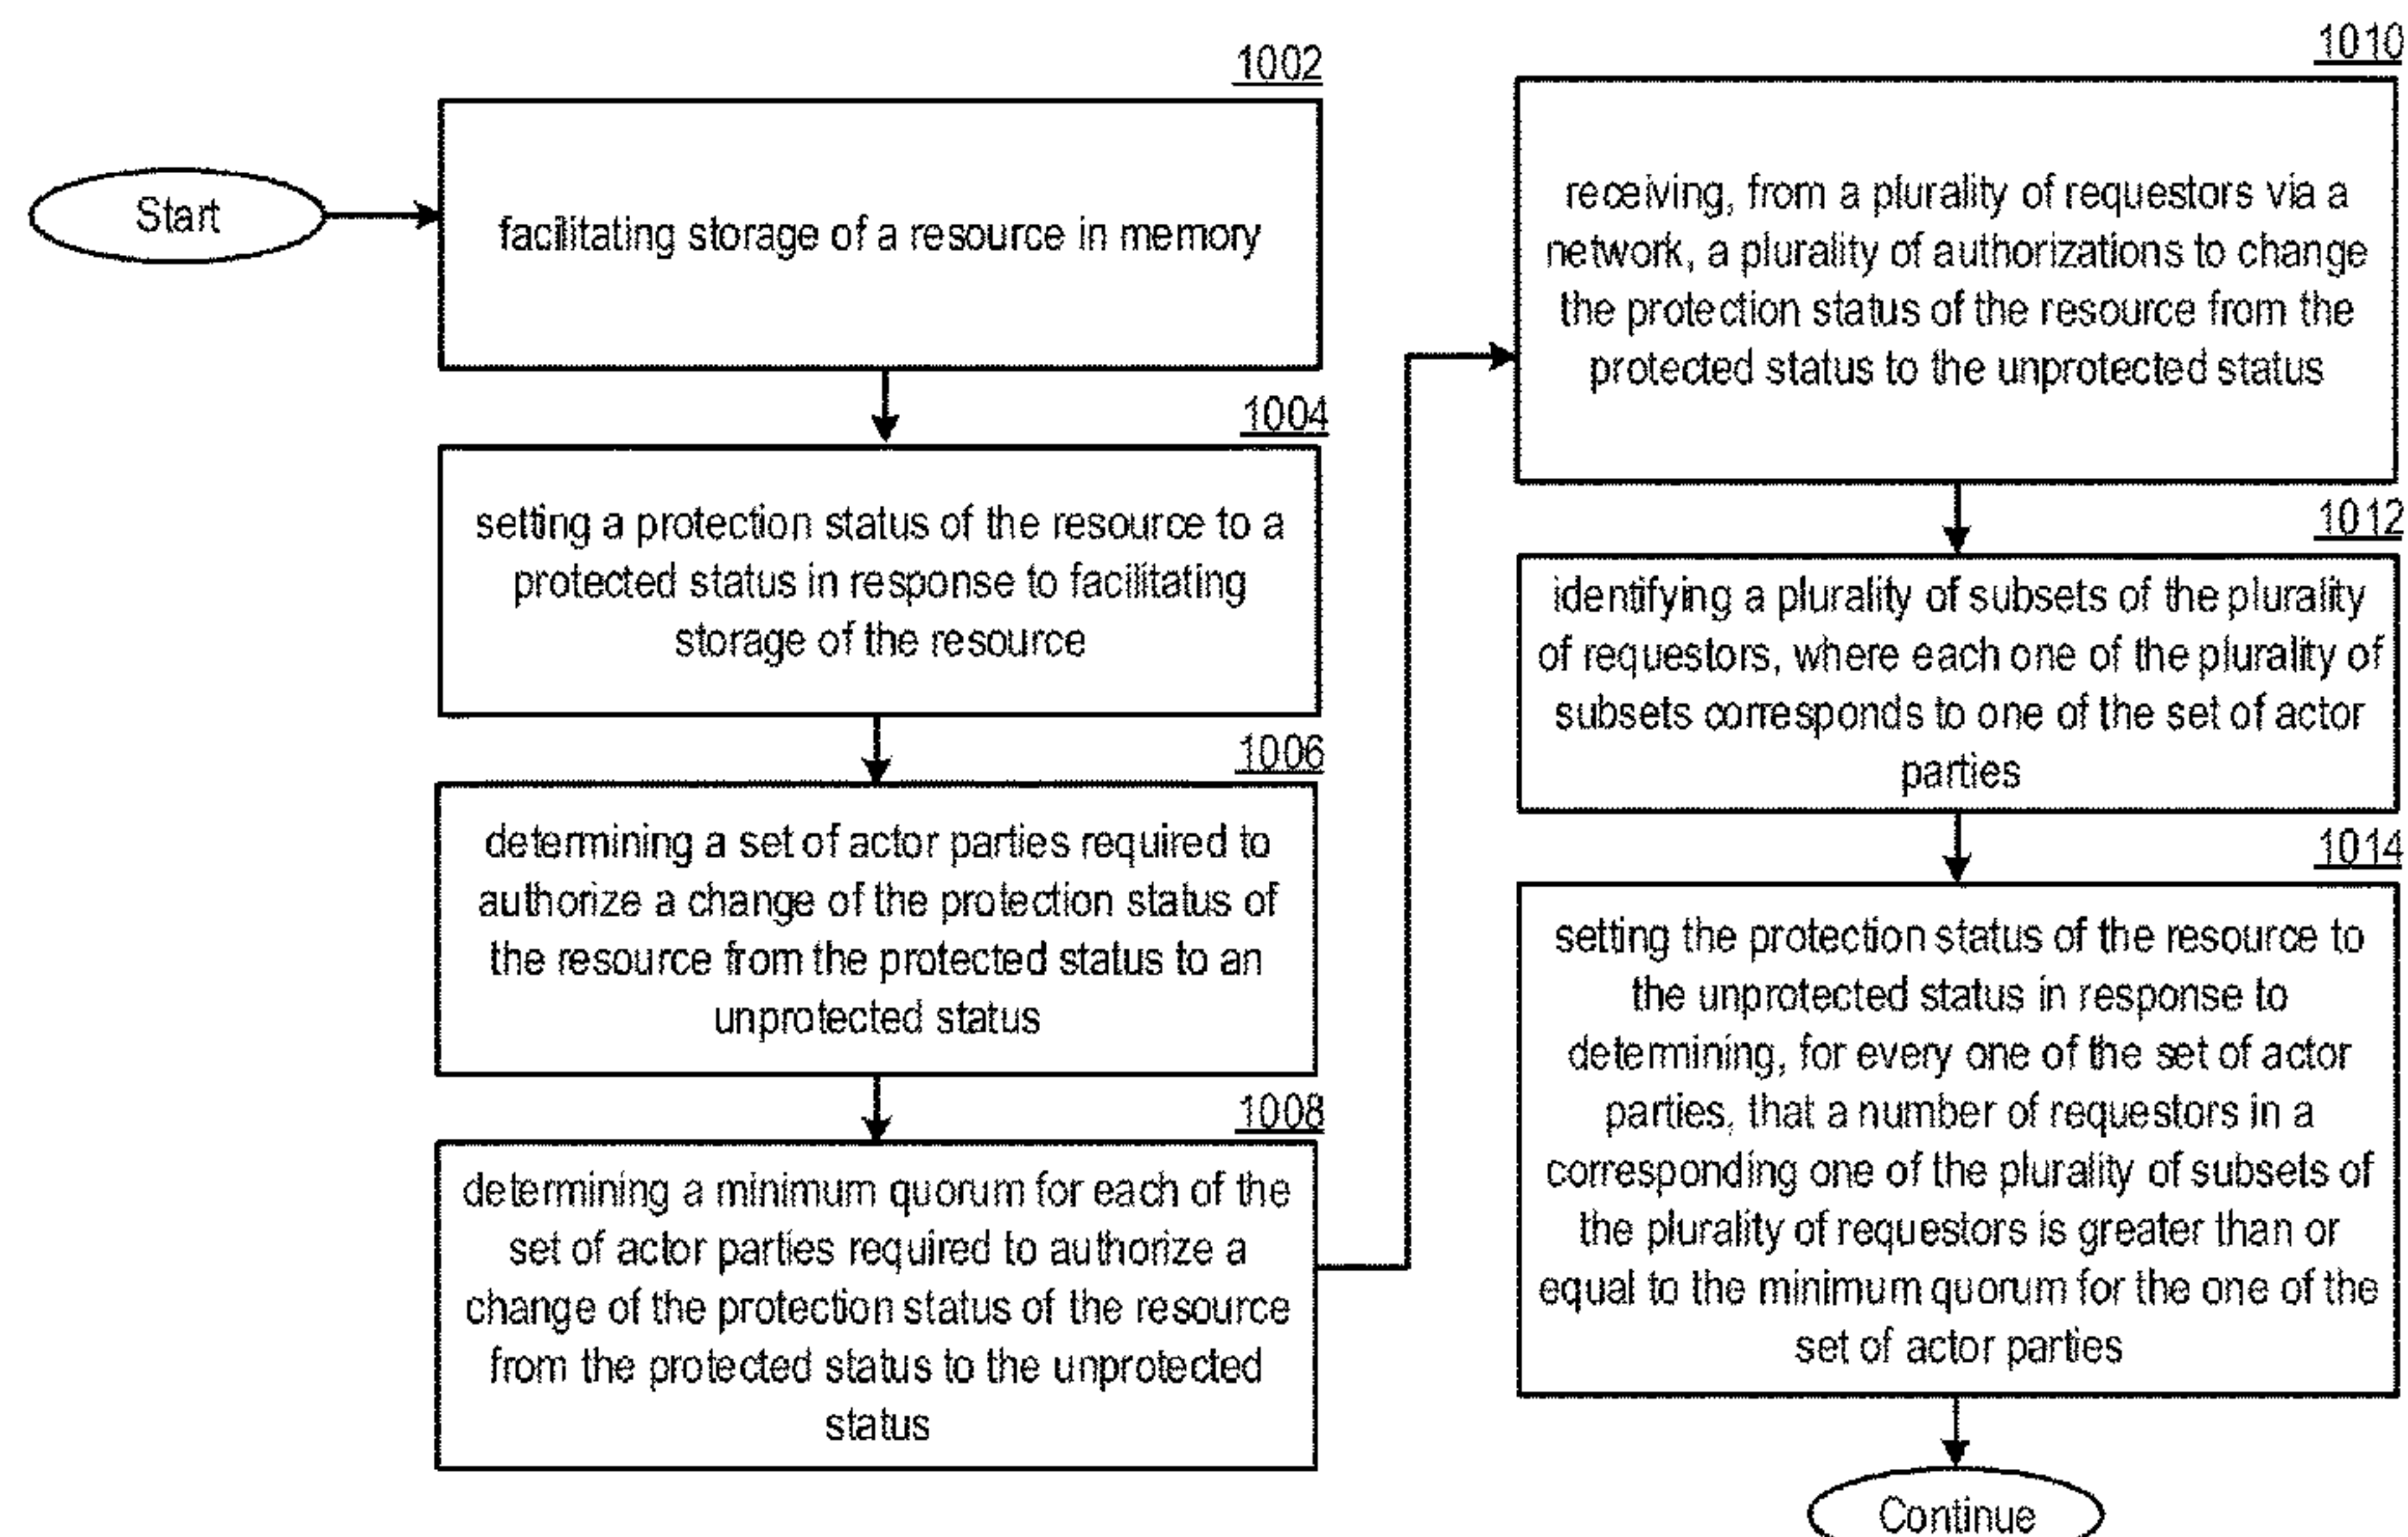 Start
1002
facilitating storage of a resource in memory
1004
setting a protection status of the resource to a
protected status in response to facilitating
storage of the resource
1006
determining a set of actor parties required to
authorize a change of the protection status of
the resource from the protected status to an
unprotected status
1008
determining a minimum quorum for each of the
set of actor parties required to authorize a
change of the protection status of the resource
from the protected status to the unprotected
status
1010
receiving, from a plurality of requestors via a
network, a plurality of authorizations to change
the protection status of the resource from the
protected status to the unprotected status
1012
identifying a plurality of subsets of the plurality
of requestors, where each one of the plurality of
subsets corresponds to one of the set of actor
parties
1014
setting the protection status of the resource to
the unprotected status in response to
determining, for every one of the set of actor
parties, that a number of requestors in a
corresponding one of the plurality of subsets of
the plurality of requestors is greater than or
equal to the minimum quorum for the one of the
set of actor parties
Continue